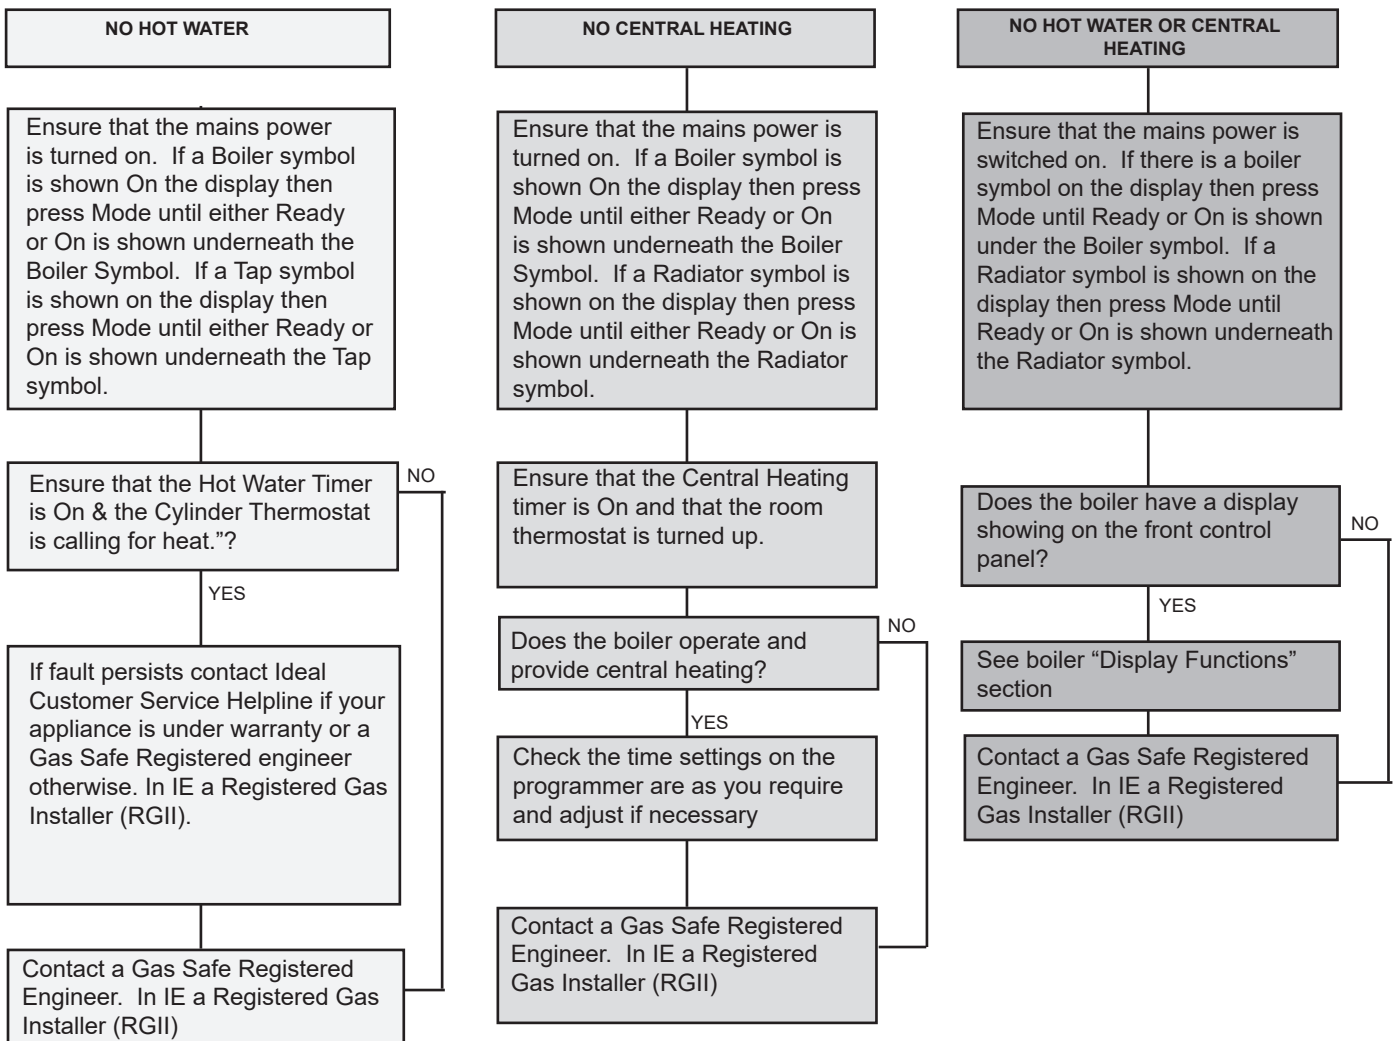 NO HOT WATER
Ensure that the mains power
is turned on.  If a Boiler symbol
is shown On the display then
press Mode until either Ready
or On is shown underneath the
Boiler Symbol.  If a Tap symbol
is shown on the display then
press Mode until either Ready or
On is shown underneath the Tap
symbol.
Ensure that the Hot Water Timer
is On & the Cylinder Thermostat
is calling for heat.”?
NO
YES
If fault persists contact Ideal
Customer Service Helpline if your
appliance is under warranty or a
Gas Safe Registered engineer
otherwise. In IE a Registered Gas
Installer (RGII).
Contact a Gas Safe Registered
Engineer.  In IE a Registered Gas
Installer (RGII)
NO CENTRAL HEATING
Ensure that the mains power is
turned on.  If a Boiler symbol is
shown On the display then press
Mode until either Ready or On
is shown underneath the Boiler
Symbol.  If a Radiator symbol is
shown on the display then press
Mode until either Ready or On is
shown underneath the Radiator
symbol.
Ensure that the Central Heating
timer is On and that the room
thermostat is turned up.
Does the boiler operate and
provide central heating?
NO
YES
Check the time settings on the
programmer are as you require
and adjust if necessary
Contact a Gas Safe Registered
Engineer.  In IE a Registered
Gas Installer (RGII)
NO HOT WATER OR CENTRAL
HEATING
Ensure that the mains power is
switched on.  If there is a boiler
symbol on the display then press
Mode until Ready or On is shown
under the Boiler symbol.  If a
Radiator symbol is shown on the
display then press Mode until
Ready or On is shown underneath
the Radiator symbol.
Does the boiler have a display
showing on the front control
panel?
NO
YES
See boiler “Display Functions”
section
Contact a Gas Safe Registered
Engineer.  In IE a Registered
Gas Installer (RGII)